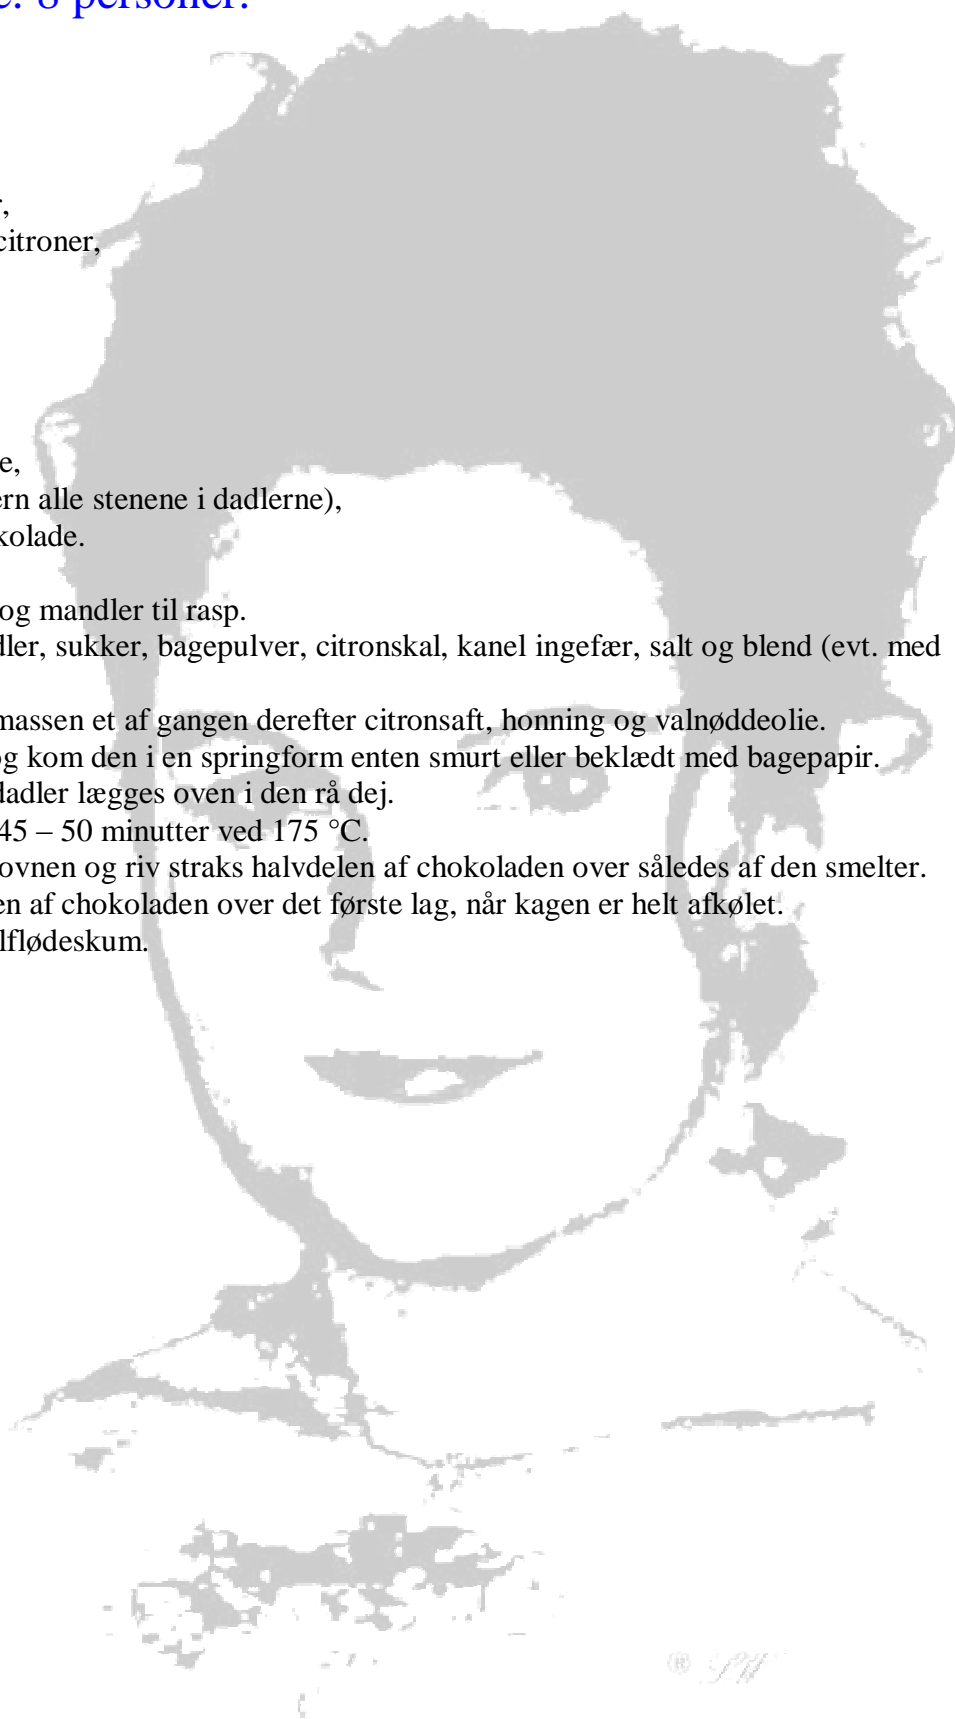 8 personer.
citroner,
ern alle stenene i dadlerne),
kolade.
og mandler til rasp.
dler, sukker, bagepulver, citronskal, kanel ingefær, salt og blend (evt. med
massen et af gangen derefter citronsaft, honning og valnøddeolie.
og kom den i en springform enten smurt eller beklædt med bagepapir.
dadler lægges oven i den rå dej.
45 – 50 minutter ved 175 °C.
ovnen og riv straks halvdelen af chokoladen over således af den smelter.
en af chokoladen over det første lag, når kagen er helt afkølet.
lflødeskum.
®